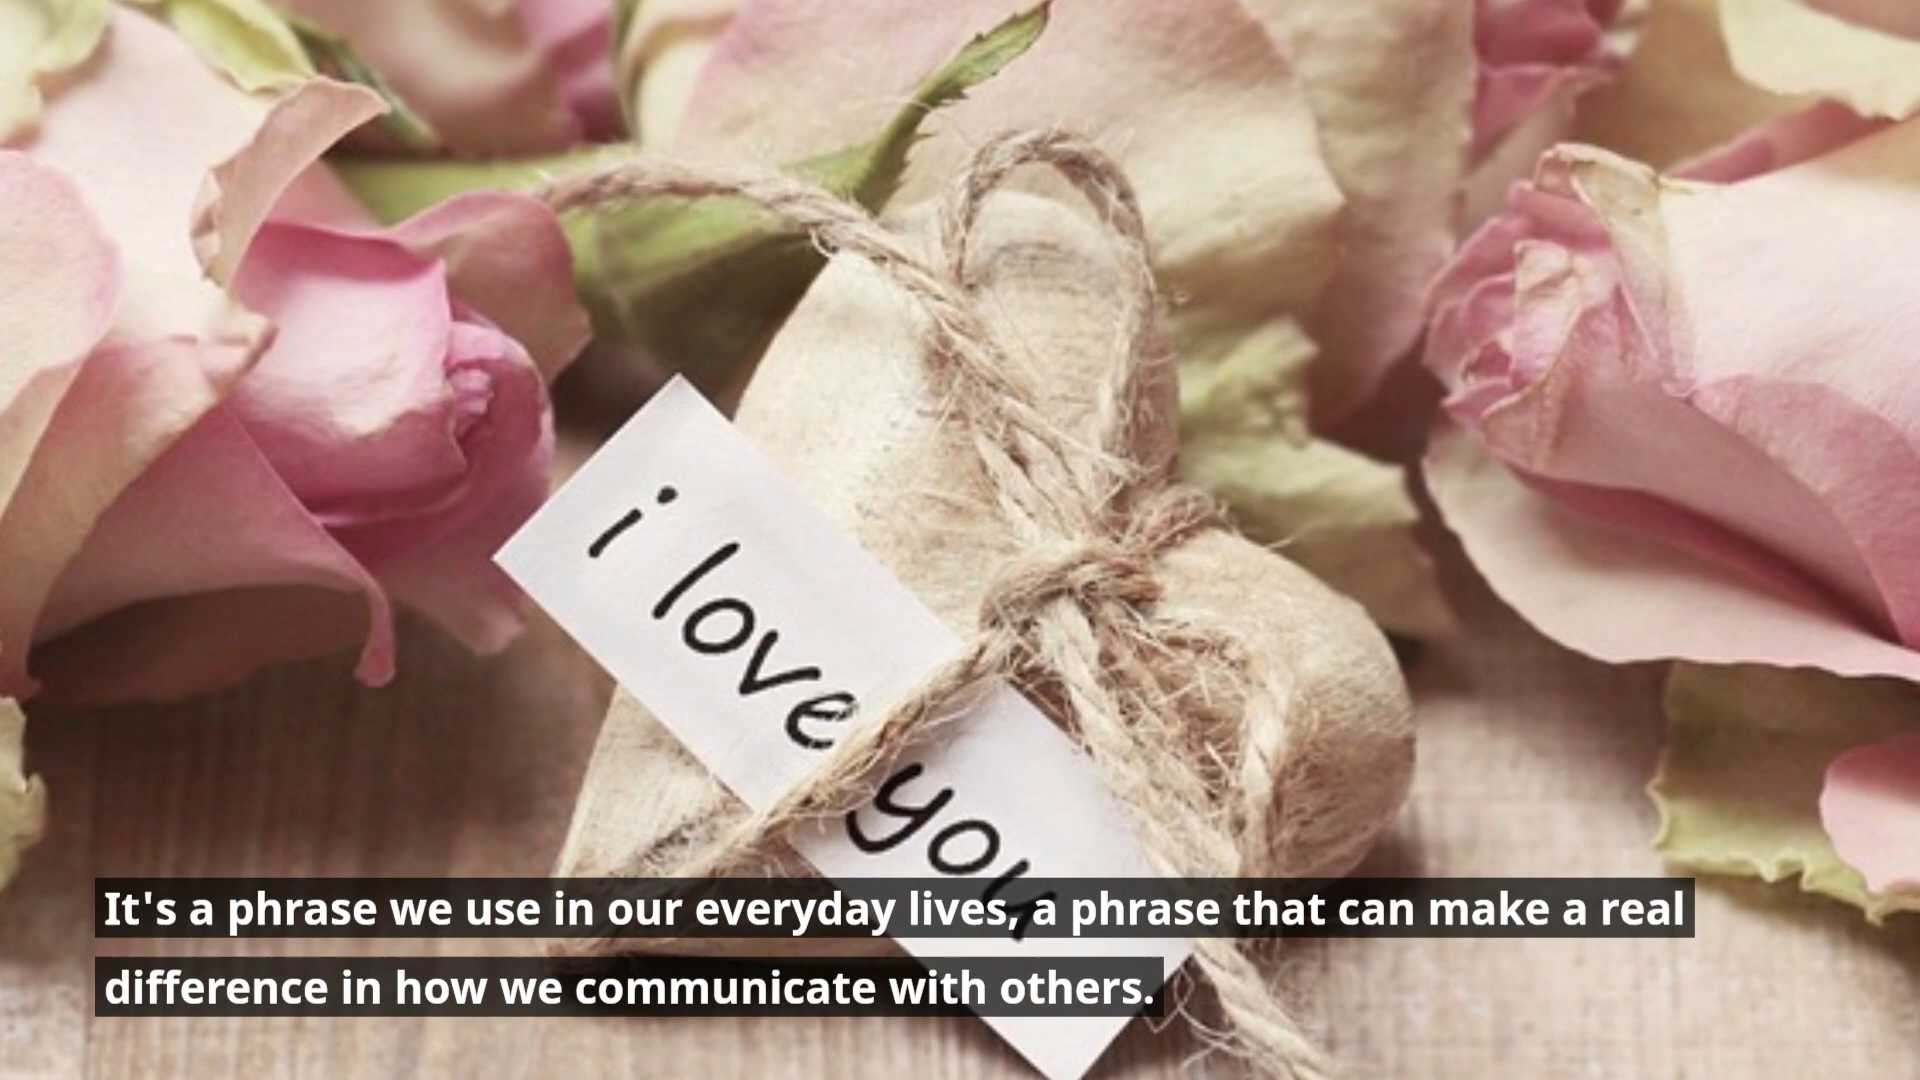 i love you
It's a phrase we use in our everyday lives, a phrase that can make a real
difference in how we communicate with others.